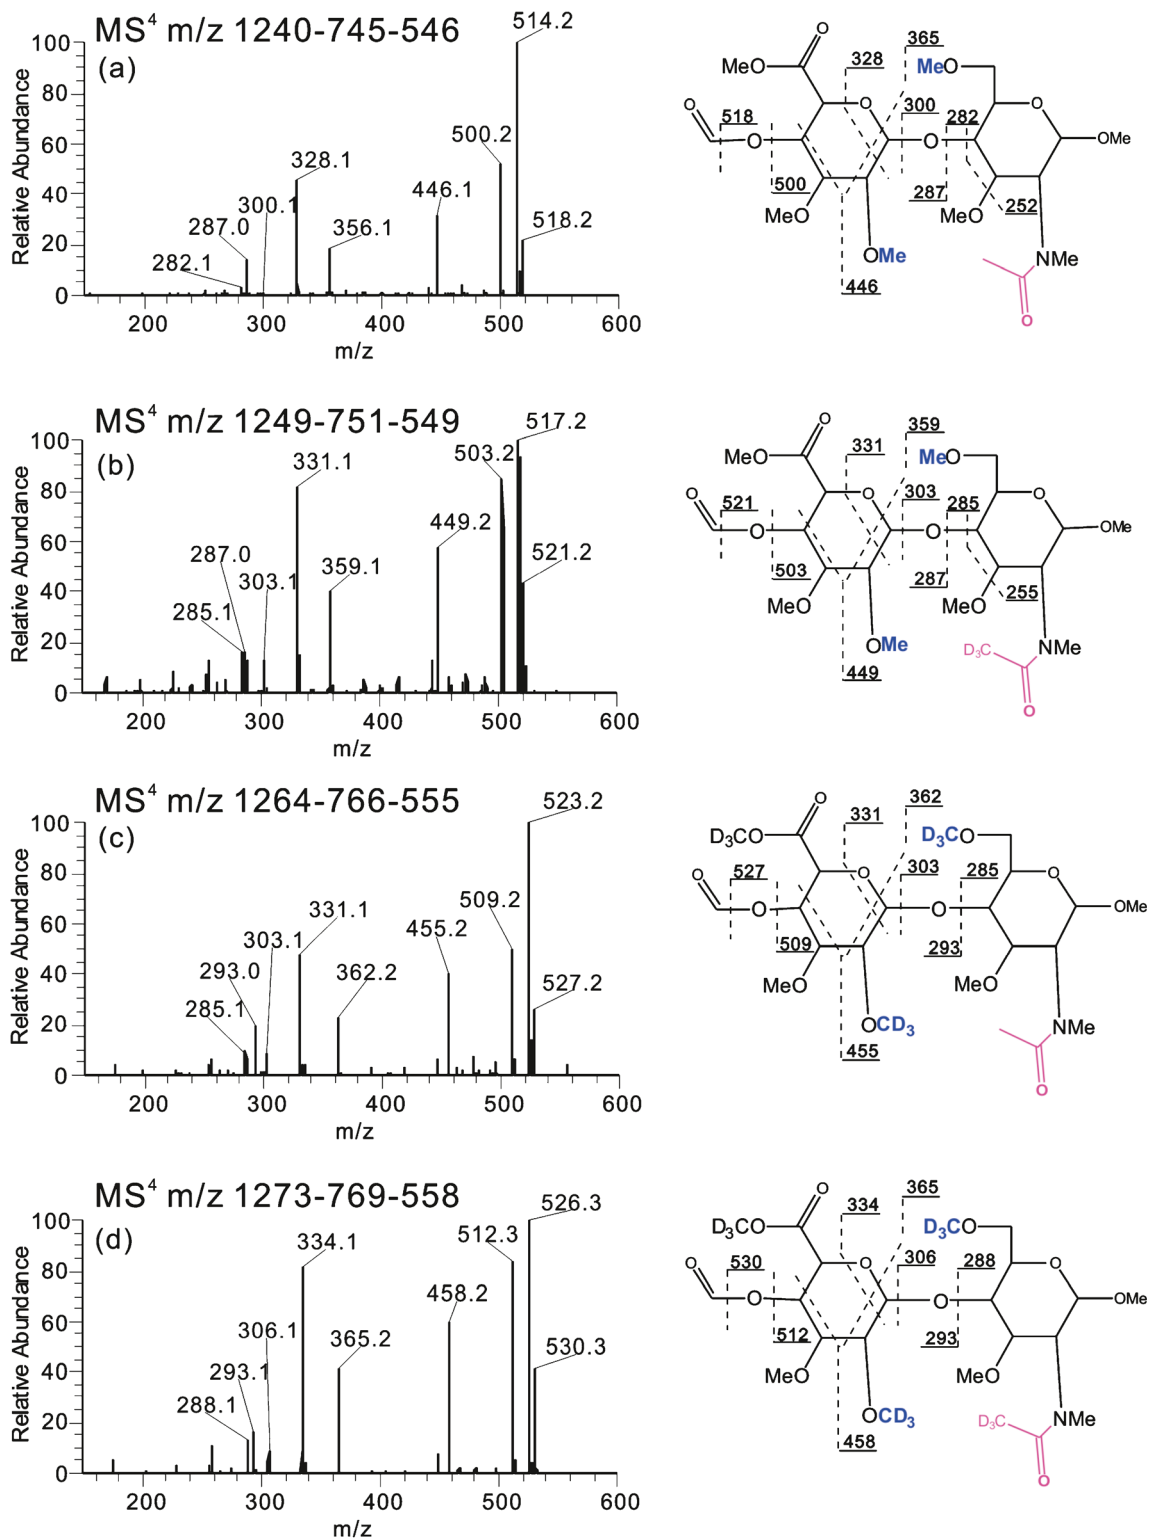 MS⁴ m/z 1240-745-546
(a)
Relative Abundance
100
80
60
40
20
0
200
300
400
500
600
m/z
514.2
500.2
328.1
446.1
300.1
287.0
356.1
518.2
282.1
O
MeO
365
328
MeO
O
O
518
O
O
300
O
282
OMe
500
MeO
287
MeO
252
OMe
NMe
446
O
MS⁴ m/z 1249-751-549
(b)
Relative Abundance
100
80
60
40
20
0
200
300
400
500
600
m/z
517.2
503.2
331.1
449.2
287.0
303.1
359.1
521.2
285.1
O
MeO
359
331
MeO
O
O
521
O
O
303
O
285
OMe
503
MeO
287
MeO
255
OMe
D₃C
NMe
449
O
MS⁴ m/z 1264-766-555
(c)
Relative Abundance
100
80
60
40
20
0
200
300
400
500
600
m/z
523.2
509.2
331.1
455.2
303.1
293.0
362.2
527.2
285.1
O
D₃CO
362
331
D₃CO
O
O
527
O
O
303
O
285
OMe
509
MeO
293
MeO
OCD₃
NMe
455
O
MS⁴ m/z 1273-769-558
(d)
Relative Abundance
100
80
60
40
20
0
200
300
400
500
600
m/z
526.3
512.3
334.1
458.2
306.1
365.2
530.3
293.1
288.1
O
D₃CO
365
334
D₃CO
O
O
530
O
O
306
O
288
OMe
512
MeO
293
MeO
OCD₃
D₃C
NMe
458
O